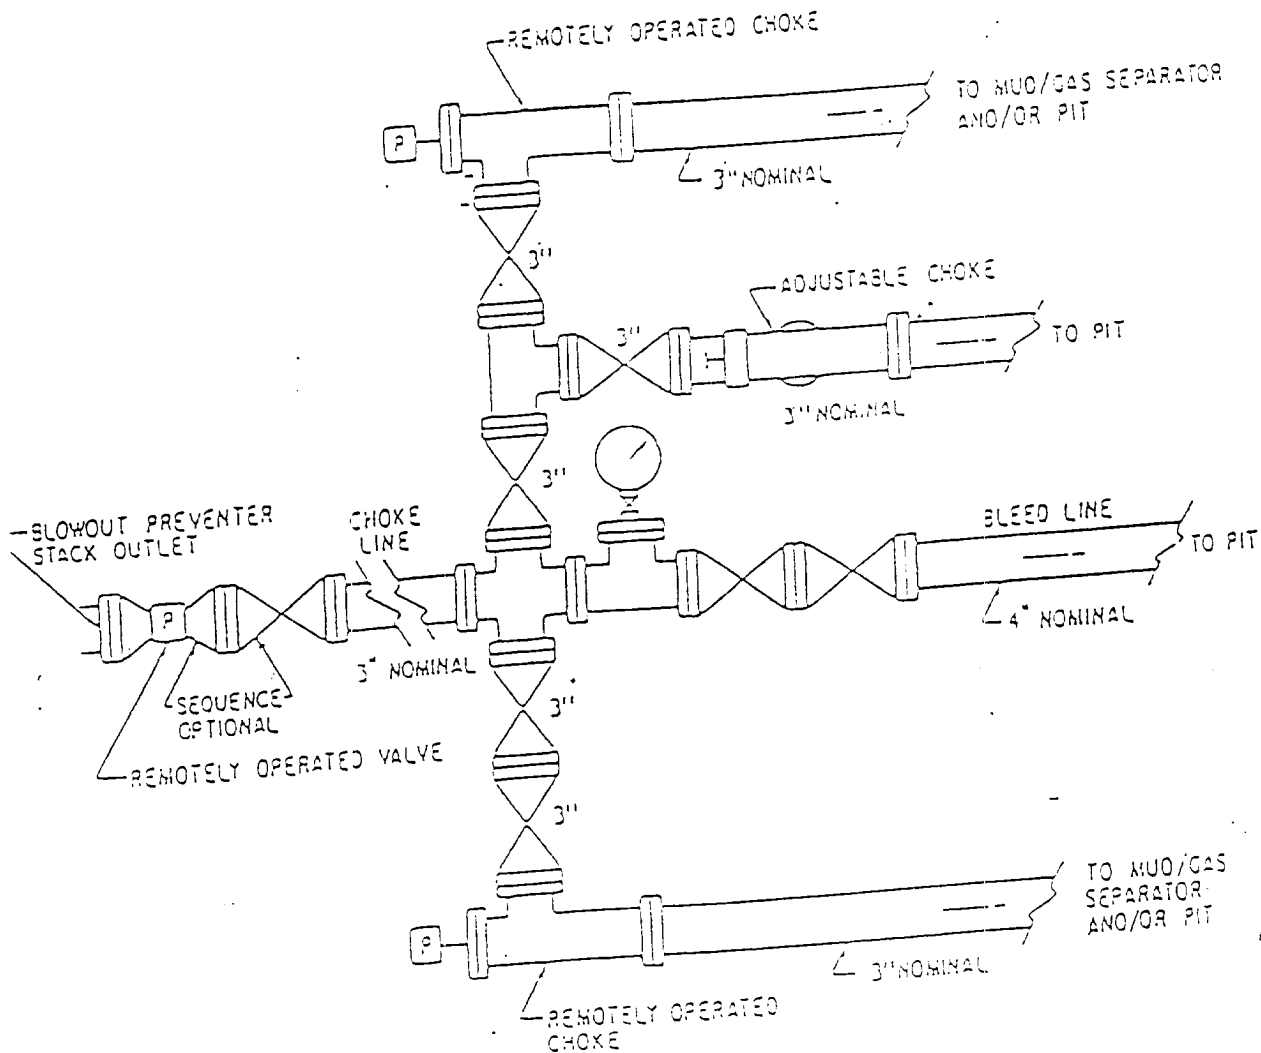 REMOTELY OPERATED CHOKE
TO MUD/GAS SEPARATOR
AND/OR PIT
P
3" NOMINAL
3"
ADJUSTABLE CHOKE
3"
TO PIT
3" NOMINAL
3"
BLOWOUT PREVENTER
STACK OUTLET
CHOKE
LINE
BLEED LINE
TO PIT
P
4" NOMINAL
3" NOMINAL
SEQUENCE
OPTIONAL
3"
REMOTELY OPERATED VALVE
3"
TO MUD/GAS
SEPARATOR
AND/OR PIT
P
3" NOMINAL
REMOTELY OPERATED
CHOKE